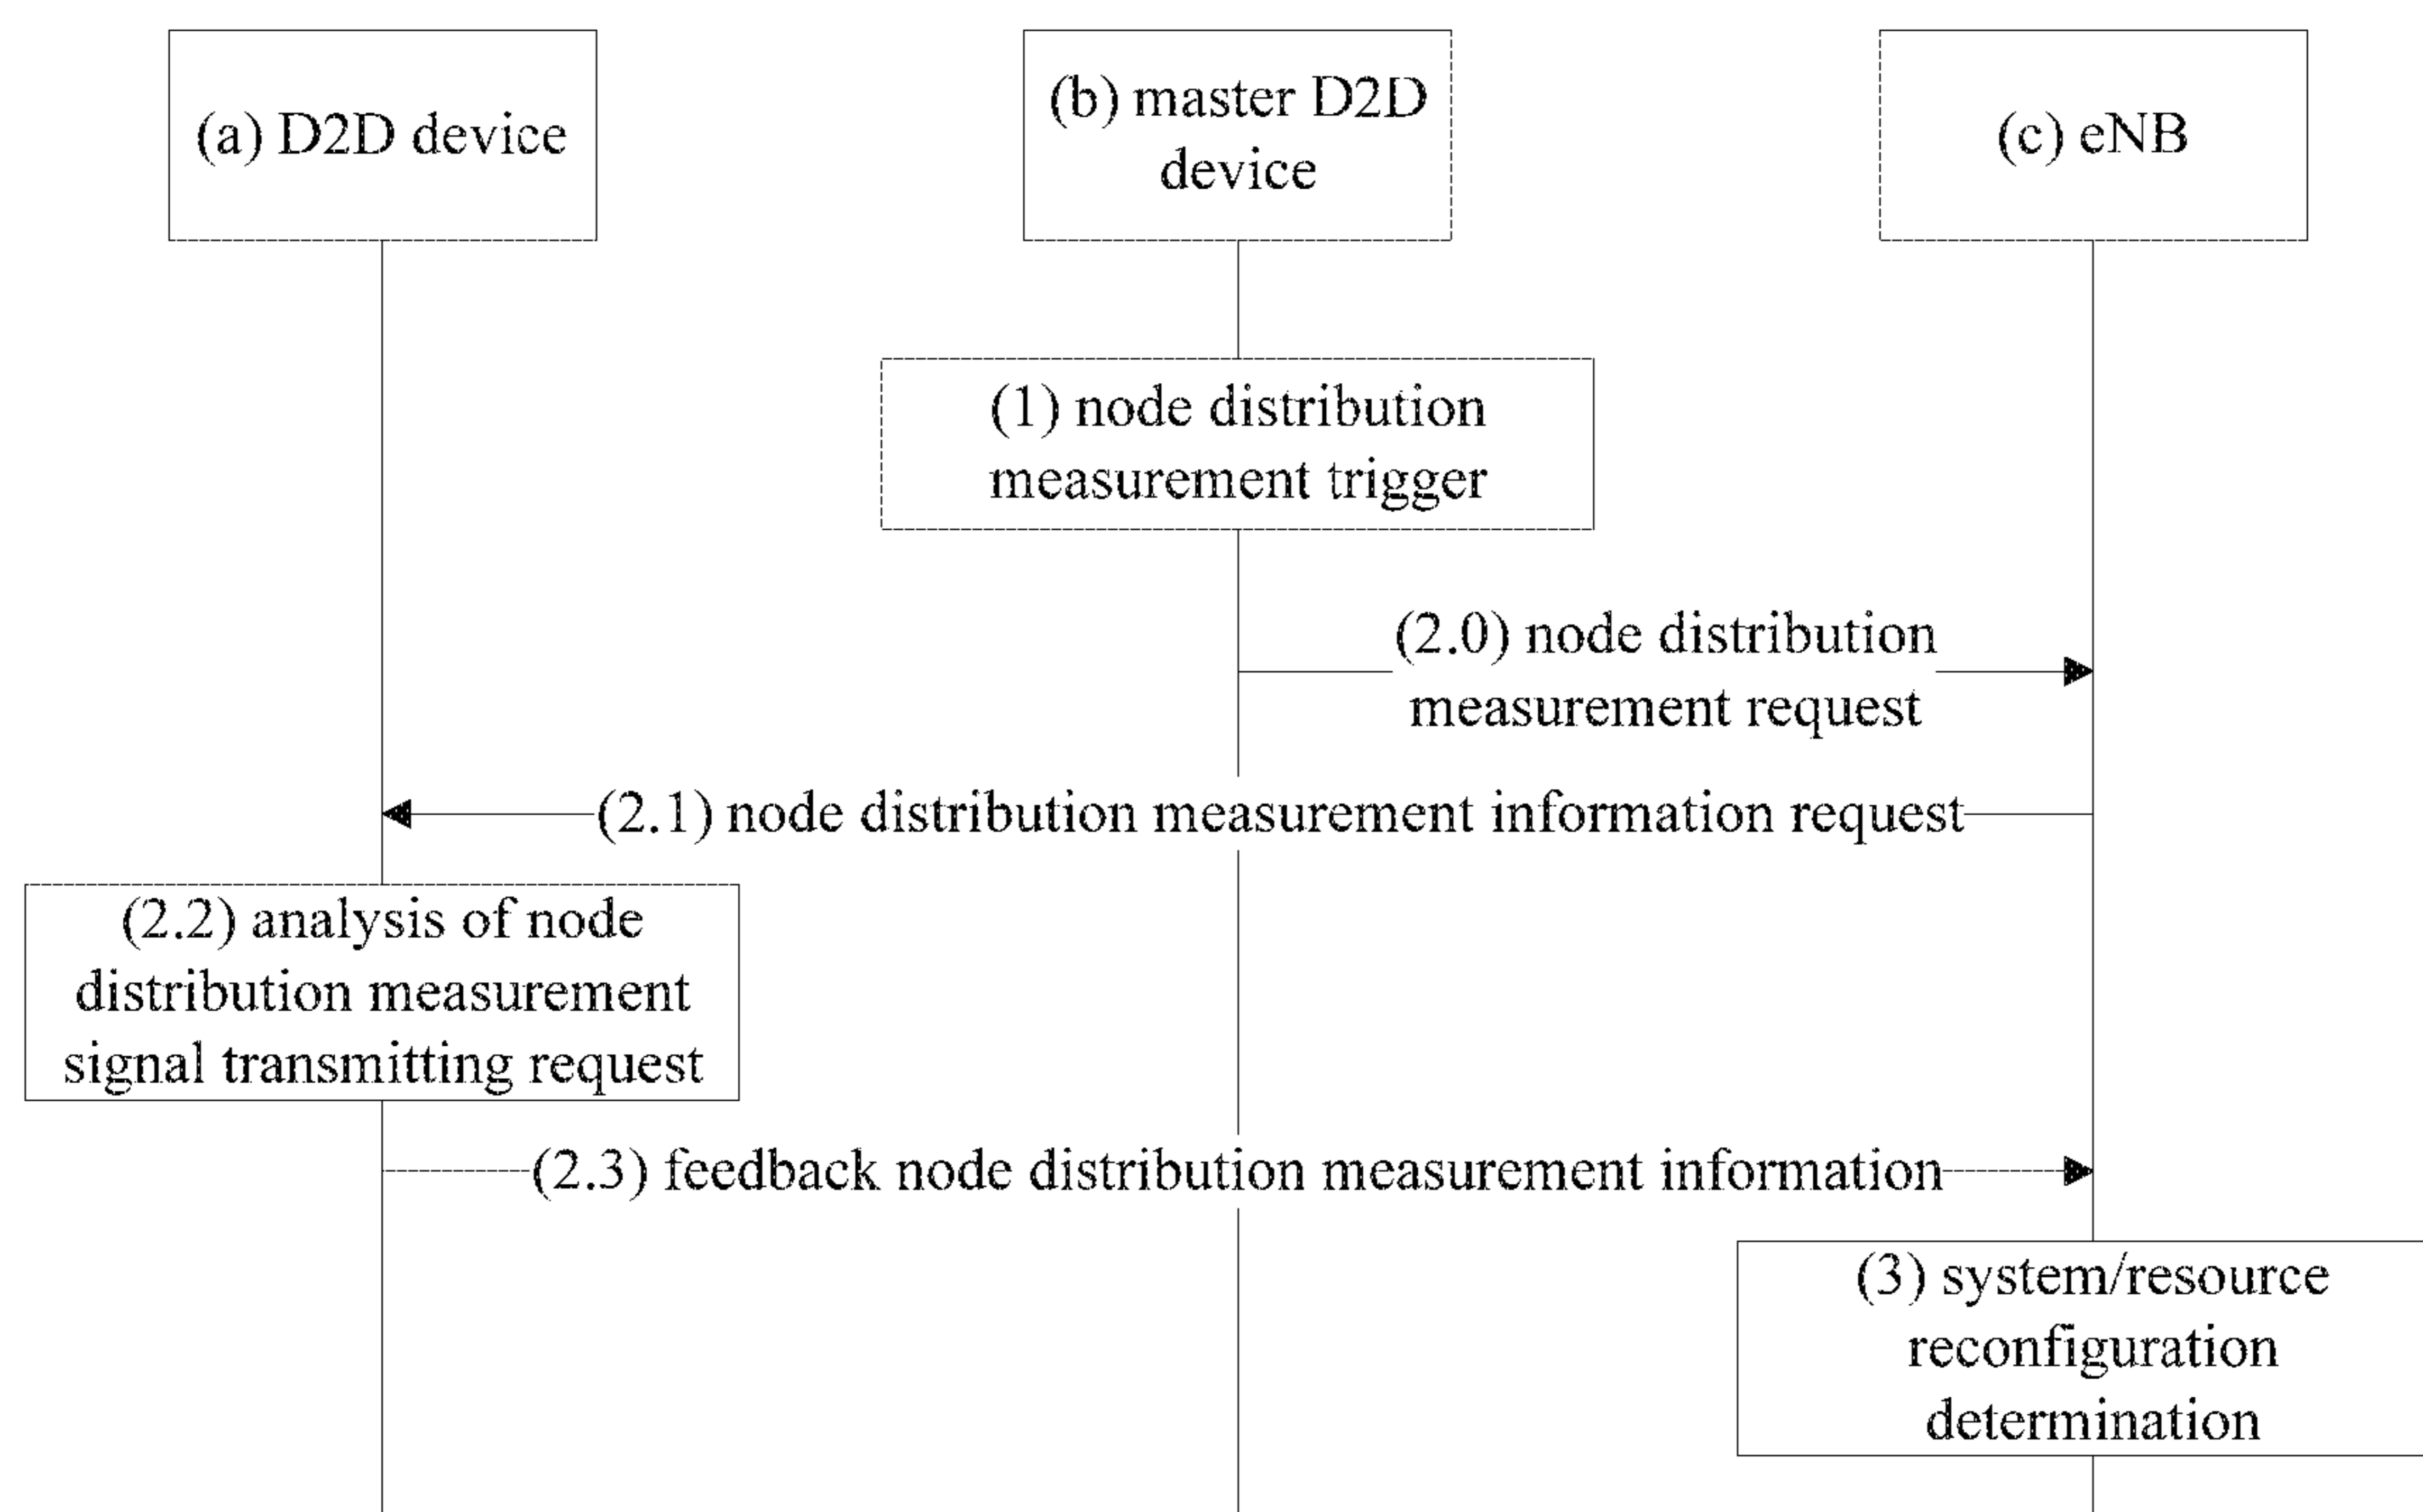 (a) D2D device
(b) master D2D
device
(c) eNB
(1) node distribution
measurement trigger
(2.0) node distribution
measurement request
(2.1) node distribution measurement information request
(2.2) analysis of node
distribution measurement
signal transmitting request
(2.3) feedback node distribution measurement information
(3) system/resource
reconfiguration
determination